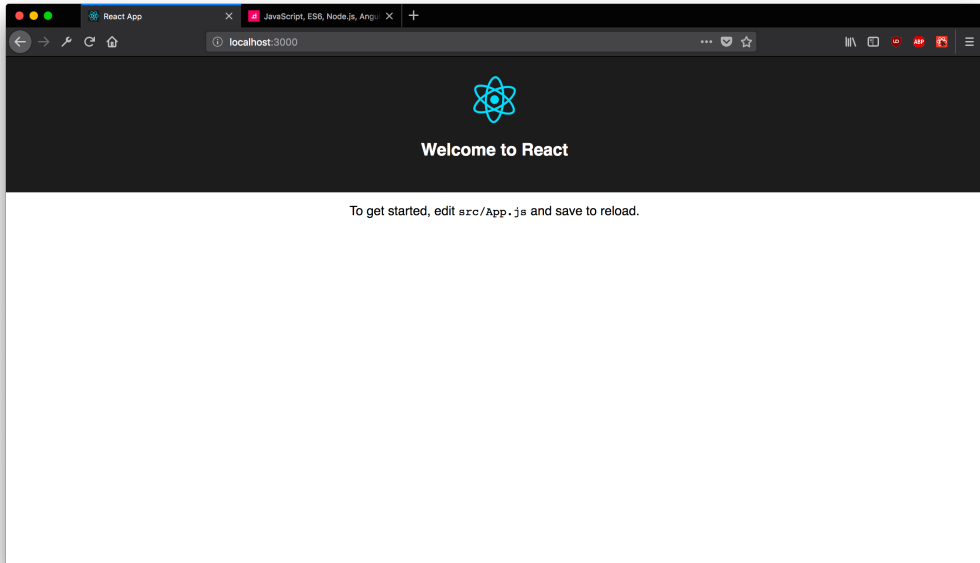 React App
JavaScript, ES6, Node.js, Angu
localhost:3000
ABP
Welcome to React
To get started, edit src/App.js and save to reload.